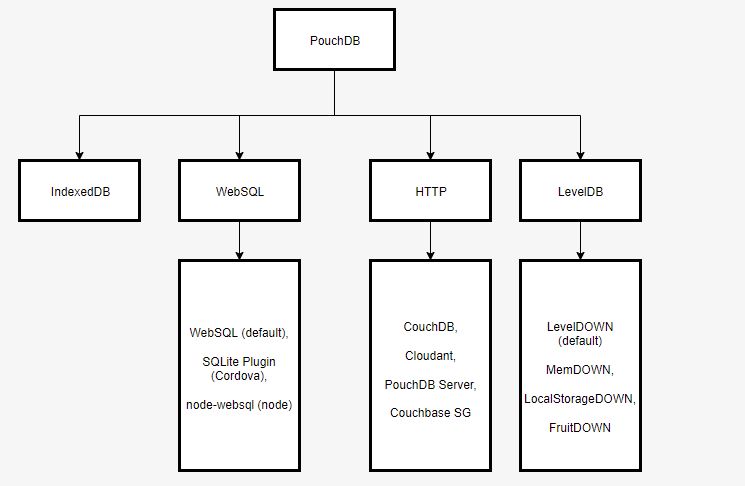 PouchDB
IndexedDB
WebSQL
HTTP
LevelDB
WebSQL (default),
SQLite Plugin
(Cordova),
node-websql (node)
CouchDB,
Cloudant,
PouchDB Server,
Couchbase SG
LevelDOWN
(default)
MemDOWN,
LocalStorageDOWN,
FruitDOWN